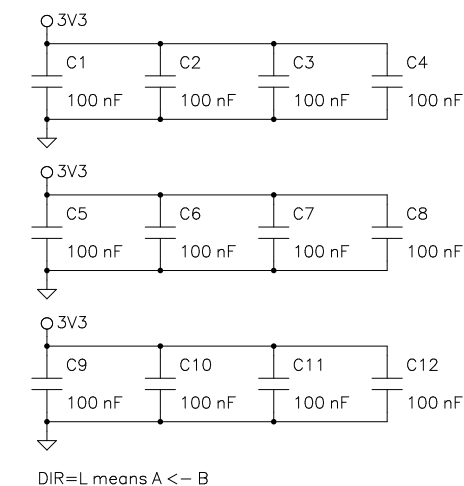 3V3
C1 C2 C3 C4
100 nF 100 nF 100 nF 100 nF
3V3
C5 C6 C7 C8
100 nF 100 nF 100 nF 100 nF
3V3
C9 C10 C11 C12
100 nF 100 nF 100 nF 100 nF
DIR=L means A <- B